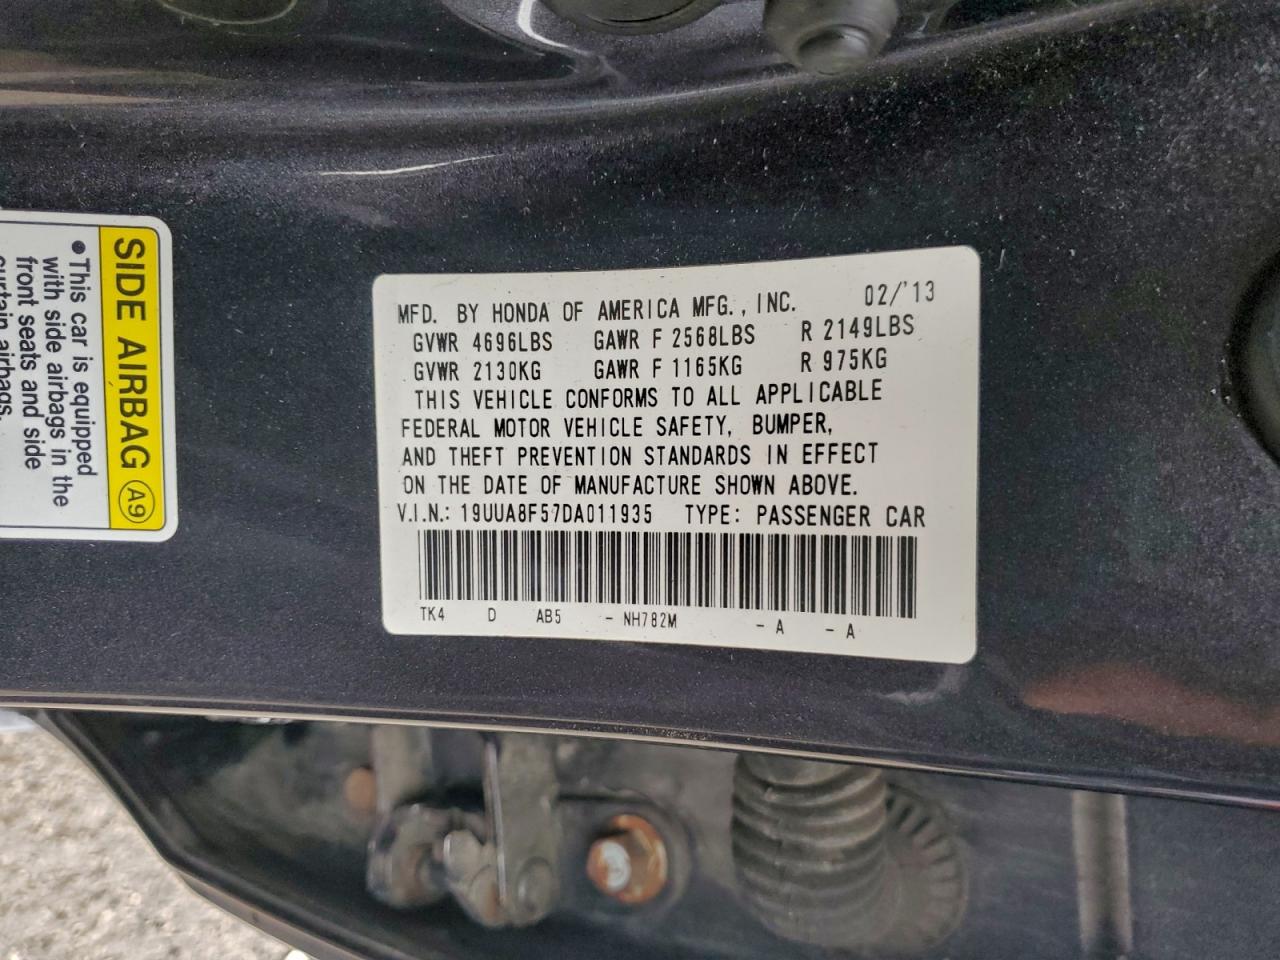 MFD. BY HONDA OF AMERICA MFG., INC. 02/'13
GVWR 4696LBS GAWR F 2568LBS R 2149LBS
GVWR 2130KG GAWR F 1165KG R 975KG
THIS VEHICLE CONFORMS TO ALL APPLICABLE
FEDERAL MOTOR VEHICLE SAFETY, BUMPER,
AND THEFT PREVENTION STANDARDS IN EFFECT
ON THE DATE OF MANUFACTURE SHOWN ABOVE.
V.I.N.: 19UUA8F57DA011935 TYPE: PASSENGER CAR
TK4 D AB5 - NH782M - A - A
SIDE AIRBAG A9
• This car is equipped
with side airbags in the
front seats and side
curtain airbags.